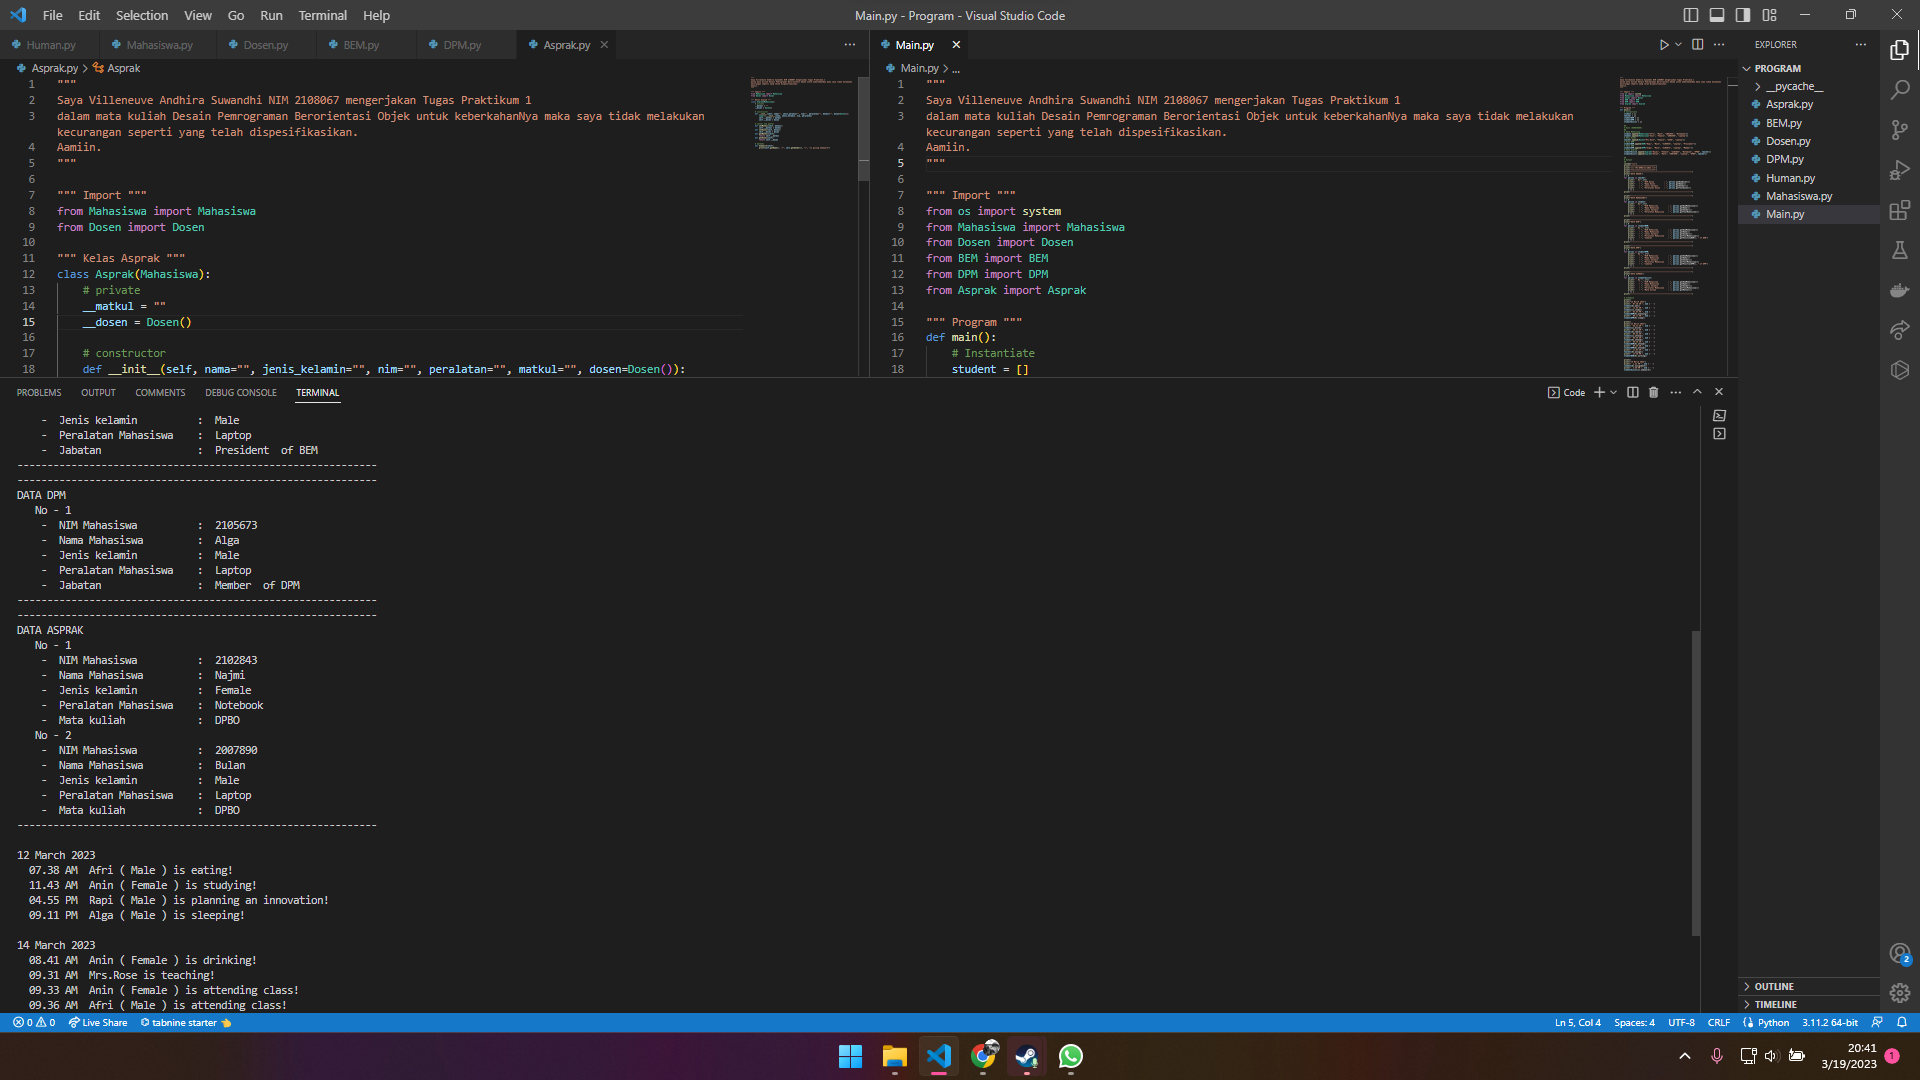 File Edit Selection View Go Run Terminal Help
Main.py - Program - Visual Studio Code
Human.py Mahasiswa.py Dosen.py BEM.py DPM.py Asprak.py
Asprak.py > Asprak
1 """
2 Saya Villeneuve Andhira Suwandhi NIM 2108067 mengerjakan Tugas Praktikum 1
3 dalam mata kuliah Desain Pemrograman Berorientasi Objek untuk keberkahanNya maka saya tidak melakukan
kecurangan seperti yang telah dispesifikasikan.
4 Aamiin.
5 """
6
7 """ Import """
8 from Mahasiswa import Mahasiswa
9 from Dosen import Dosen
10
11 """ Kelas Asprak """
12 class Asprak(Mahasiswa):
13 # private
14 __matkul = ""
15 __dosen = Dosen()
16
17 # constructor
18 def __init__(self, nama="", jenis_kelamin="", nim="", peralatan="", matkul="", dosen=Dosen()):
Main.py
Main.py > ...
1 """
2 Saya Villeneuve Andhira Suwandhi NIM 2108067 mengerjakan Tugas Praktikum 1
3 dalam mata kuliah Desain Pemrograman Berorientasi Objek untuk keberkahanNya maka saya tidak melakukan
kecurangan seperti yang telah dispesifikasikan.
4 Aamiin.
5 """
6
7 """ Import """
8 from os import system
9 from Mahasiswa import Mahasiswa
10 from Dosen import Dosen
11 from BEM import BEM
12 from DPM import DPM
13 from Asprak import Asprak
14
15 """ Program """
16 def main():
17 # Instantiate
18 student = []
EXPLORER
PROGRAM
__pycache__
Asprak.py
BEM.py
Dosen.py
DPM.py
Human.py
Mahasiswa.py
Main.py
OUTLINE
TIMELINE
PROBLEMS OUTPUT COMMENTS DEBUG CONSOLE TERMINAL
Code
- Jenis kelamin : Male
- Peralatan Mahasiswa : Laptop
- Jabatan : President of BEM
------------------------------------------------------------
------------------------------------------------------------
DATA DPM
No - 1
- NIM Mahasiswa : 2105673
- Nama Mahasiswa : Alga
- Jenis kelamin : Male
- Peralatan Mahasiswa : Laptop
- Jabatan : Member of DPM
------------------------------------------------------------
------------------------------------------------------------
DATA ASPRAK
No - 1
- NIM Mahasiswa : 2102843
- Nama Mahasiswa : Najmi
- Jenis kelamin : Female
- Peralatan Mahasiswa : Notebook
- Mata kuliah : DPBO
No - 2
- NIM Mahasiswa : 2007890
- Nama Mahasiswa : Bulan
- Jenis kelamin : Male
- Peralatan Mahasiswa : Laptop
- Mata kuliah : DPBO
------------------------------------------------------------
12 March 2023
07.38 AM Afri ( Male ) is eating!
11.43 AM Anin ( Female ) is studying!
04.55 PM Rapi ( Male ) is planning an innovation!
09.11 PM Alga ( Male ) is sleeping!
14 March 2023
08.41 AM Anin ( Female ) is drinking!
09.31 AM Mrs.Rose is teaching!
09.33 AM Anin ( Female ) is attending class!
09.36 AM Afri ( Male ) is attending class!
2
0 0 Live Share tabnine starter
Ln 5, Col 4 Spaces: 4 UTF-8 CRLF Python 3.11.2 64-bit
20:41
3/19/2023
1